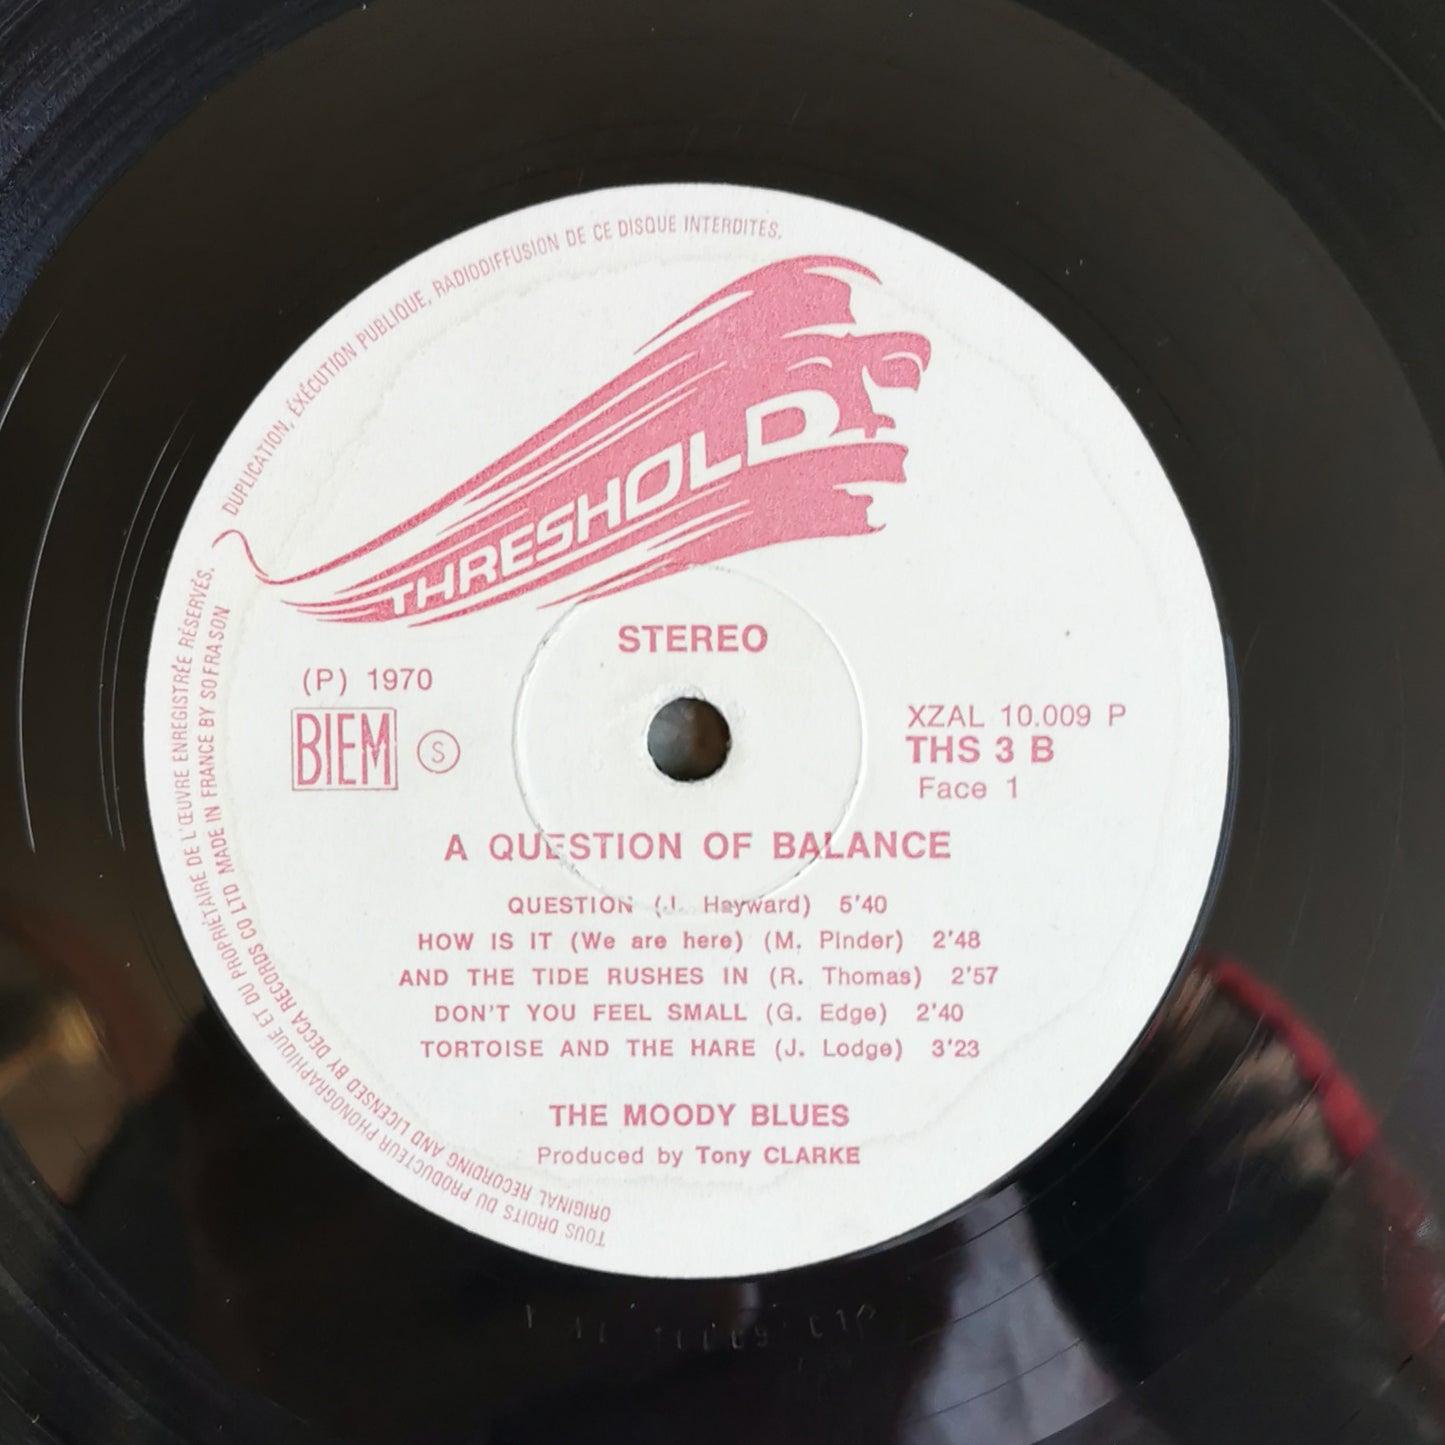 DUPLICATION, ÉXÉCUTION PUBLIQUE, RADIODIFFUSION DE CE DISQUE INTERDITES.
THRESHOLD
STEREO
(P) 1970
BIEM S
XZAL 10.009 P
THS 3 B
Face 1
A QUESTION OF BALANCE
QUESTION (J. Hayward) 5'40
HOW IS IT (We are here) (M. Pinder) 2'48
AND THE TIDE RUSHES IN (R. Thomas) 2'57
DON'T YOU FEEL SMALL (G. Edge) 2'40
TORTOISE AND THE HARE (J. Lodge) 3'23
THE MOODY BLUES
Produced by Tony CLARKE
TOUS DROITS DU PRODUCTEUR PHONOGRAPHIQUE ET DU PROPRIÉTAIRE DE L'ŒUVRE ENREGISTRÉE RÉSERVÉS.
ORIGINAL RECORDING AND LICENSED BY DECCA RECORDS CO LTD MADE IN FRANCE BY SOFRASON